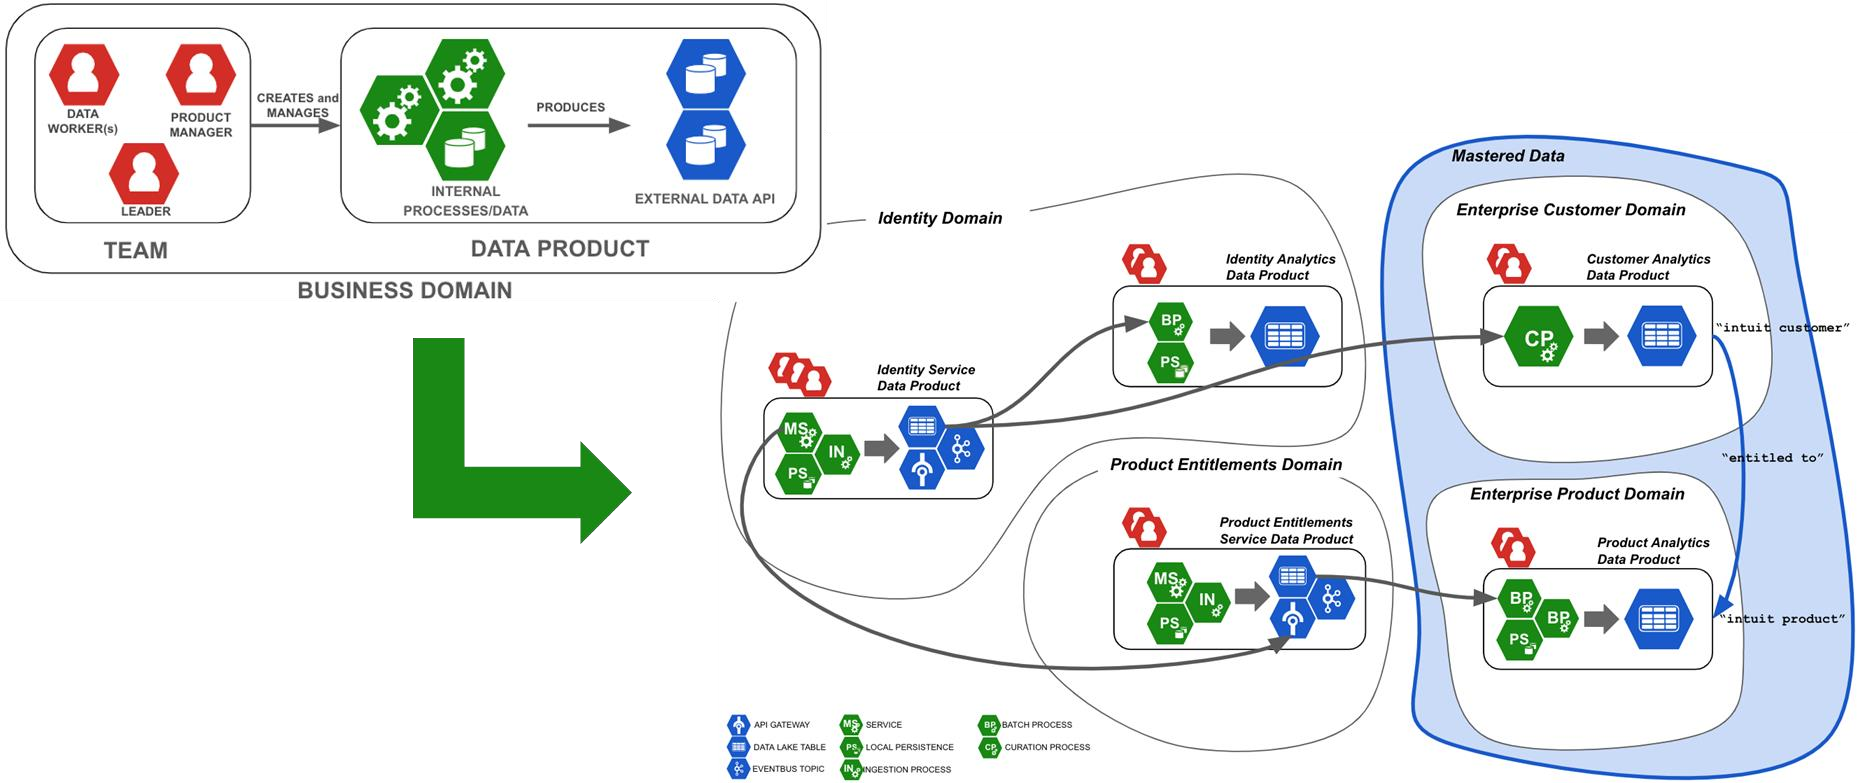 DATA
WORKER(s)
PRODUCT
MANAGER
LEADER
TEAM
CREATES and
MANAGES
INTERNAL
PROCESSES/DATA
PRODUCES
EXTERNAL DATA API
DATA PRODUCT
BUSINESS DOMAIN
Identity Domain
Identity Service
Data Product
MS
IN
PS
Identity Analytics
Data Product
BP
PS
Product Entitlements Domain
Product Entitlements
Service Data Product
MS
IN
PS
Mastered Data
Enterprise Customer Domain
Customer Analytics
Data Product
CP
“intuit customer”
“entitled to”
Enterprise Product Domain
Product Analytics
Data Product
BP
BP
PS
“intuit product”
API GATEWAY
DATA LAKE TABLE
EVENTBUS TOPIC
MS SERVICE
PS LOCAL PERSISTENCE
IN INGESTION PROCESS
BP BATCH PROCESS
CP CURATION PROCESS